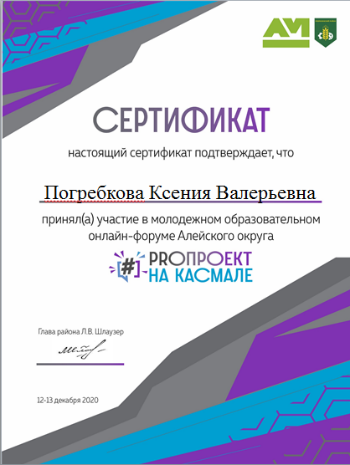 АМ
СЕРТИФИКАТ
настоящий сертификат подтверждает, что
Погребкова Ксения Валерьевна
принял(а) участие в молодежном образовательном
онлайн-форуме Алейского округа
[#] PROПРОЕКТ
НА КАСМАЛЕ
Глава района Л.В. Шлаузер
12-13 декабря 2020